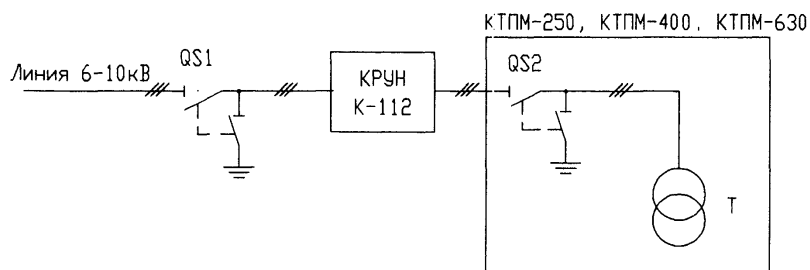 КТПМ-250, КТПМ-400, КТПМ-630
QS1
QS2
Линия 6-10кВ
КРУН
К-112
Т